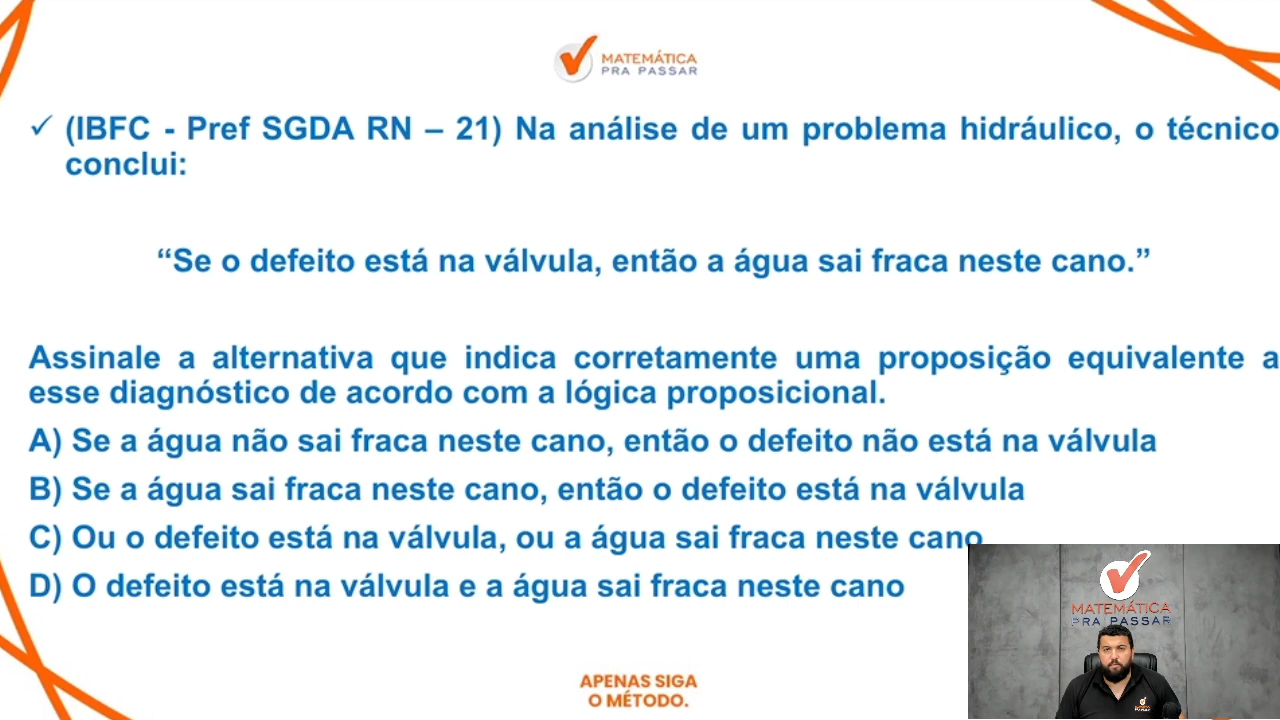 MATEMÁTICA
PRA PASSAR
✓ (IBFC - Pref SGDA RN – 21) Na análise de um problema hidráulico, o técnico
conclui:
“Se o defeito está na válvula, então a água sai fraca neste cano.”
Assinale a alternativa que indica corretamente uma proposição equivalente a
esse diagnóstico de acordo com a lógica proposicional.
A) Se a água não sai fraca neste cano, então o defeito não está na válvula
B) Se a água sai fraca neste cano, então o defeito está na válvula
C) Ou o defeito está na válvula, ou a água sai fraca neste cano
D) O defeito está na válvula e a água sai fraca neste cano
MATEMÁTICA
PRA PASSAR
APENAS SIGA
O MÉTODO.